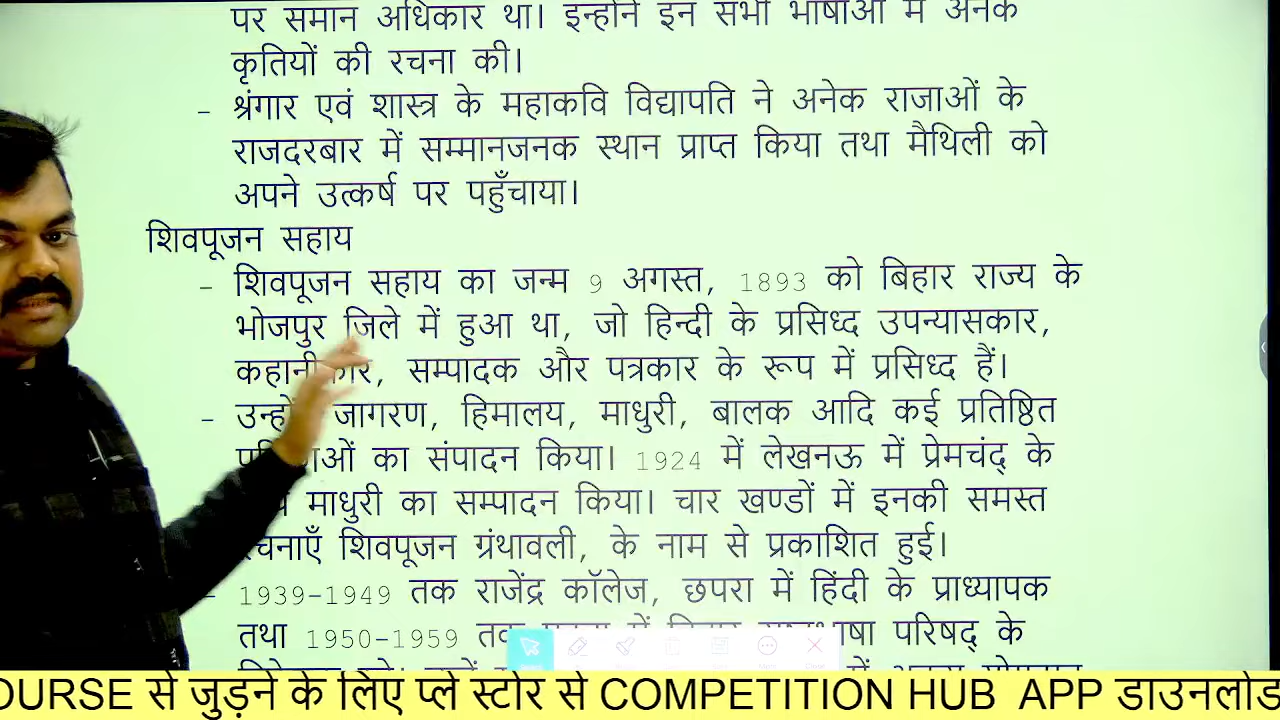 पर समान अधिकार था। इन्होंने इन सभी भाषाओं में अनेक
कृतियों की रचना की।
- श्रंगार एवं शास्त्र के महाकवि विद्यापति ने अनेक राजाओं के
राजदरबार में सम्मानजनक स्थान प्राप्त किया तथा मैथिली को
अपने उत्कर्ष पर पहुँचाया।
शिवपूजन सहाय
- शिवपूजन सहाय का जन्म 9 अगस्त, 1893 को बिहार राज्य के
भोजपुर जिले में हुआ था, जो हिन्दी के प्रसिध्द उपन्यासकार,
कहानीकार, सम्पादक और पत्रकार के रूप में प्रसिध्द हैं।
- जागरण, हिमालय, माधुरी, बालक आदि कई प्रतिष्ठित
का संपादन किया। 1924 में लेखनऊ में प्रेमचंद् के
माधुरी का सम्पादन किया। चार खण्डों में इनकी समस्त
रचनाएँ शिवपूजन ग्रंथावली, के नाम से प्रकाशित हुई।
- 1939-1949 तक राजेंद्र कॉलेज, छपरा में हिंदी के प्राध्यापक
तथा 1950-1959 तक परिषद् के
OURSE से जुड़ने के लिए प्ले स्टोर से COMPETITION HUB APP डाउनलोड